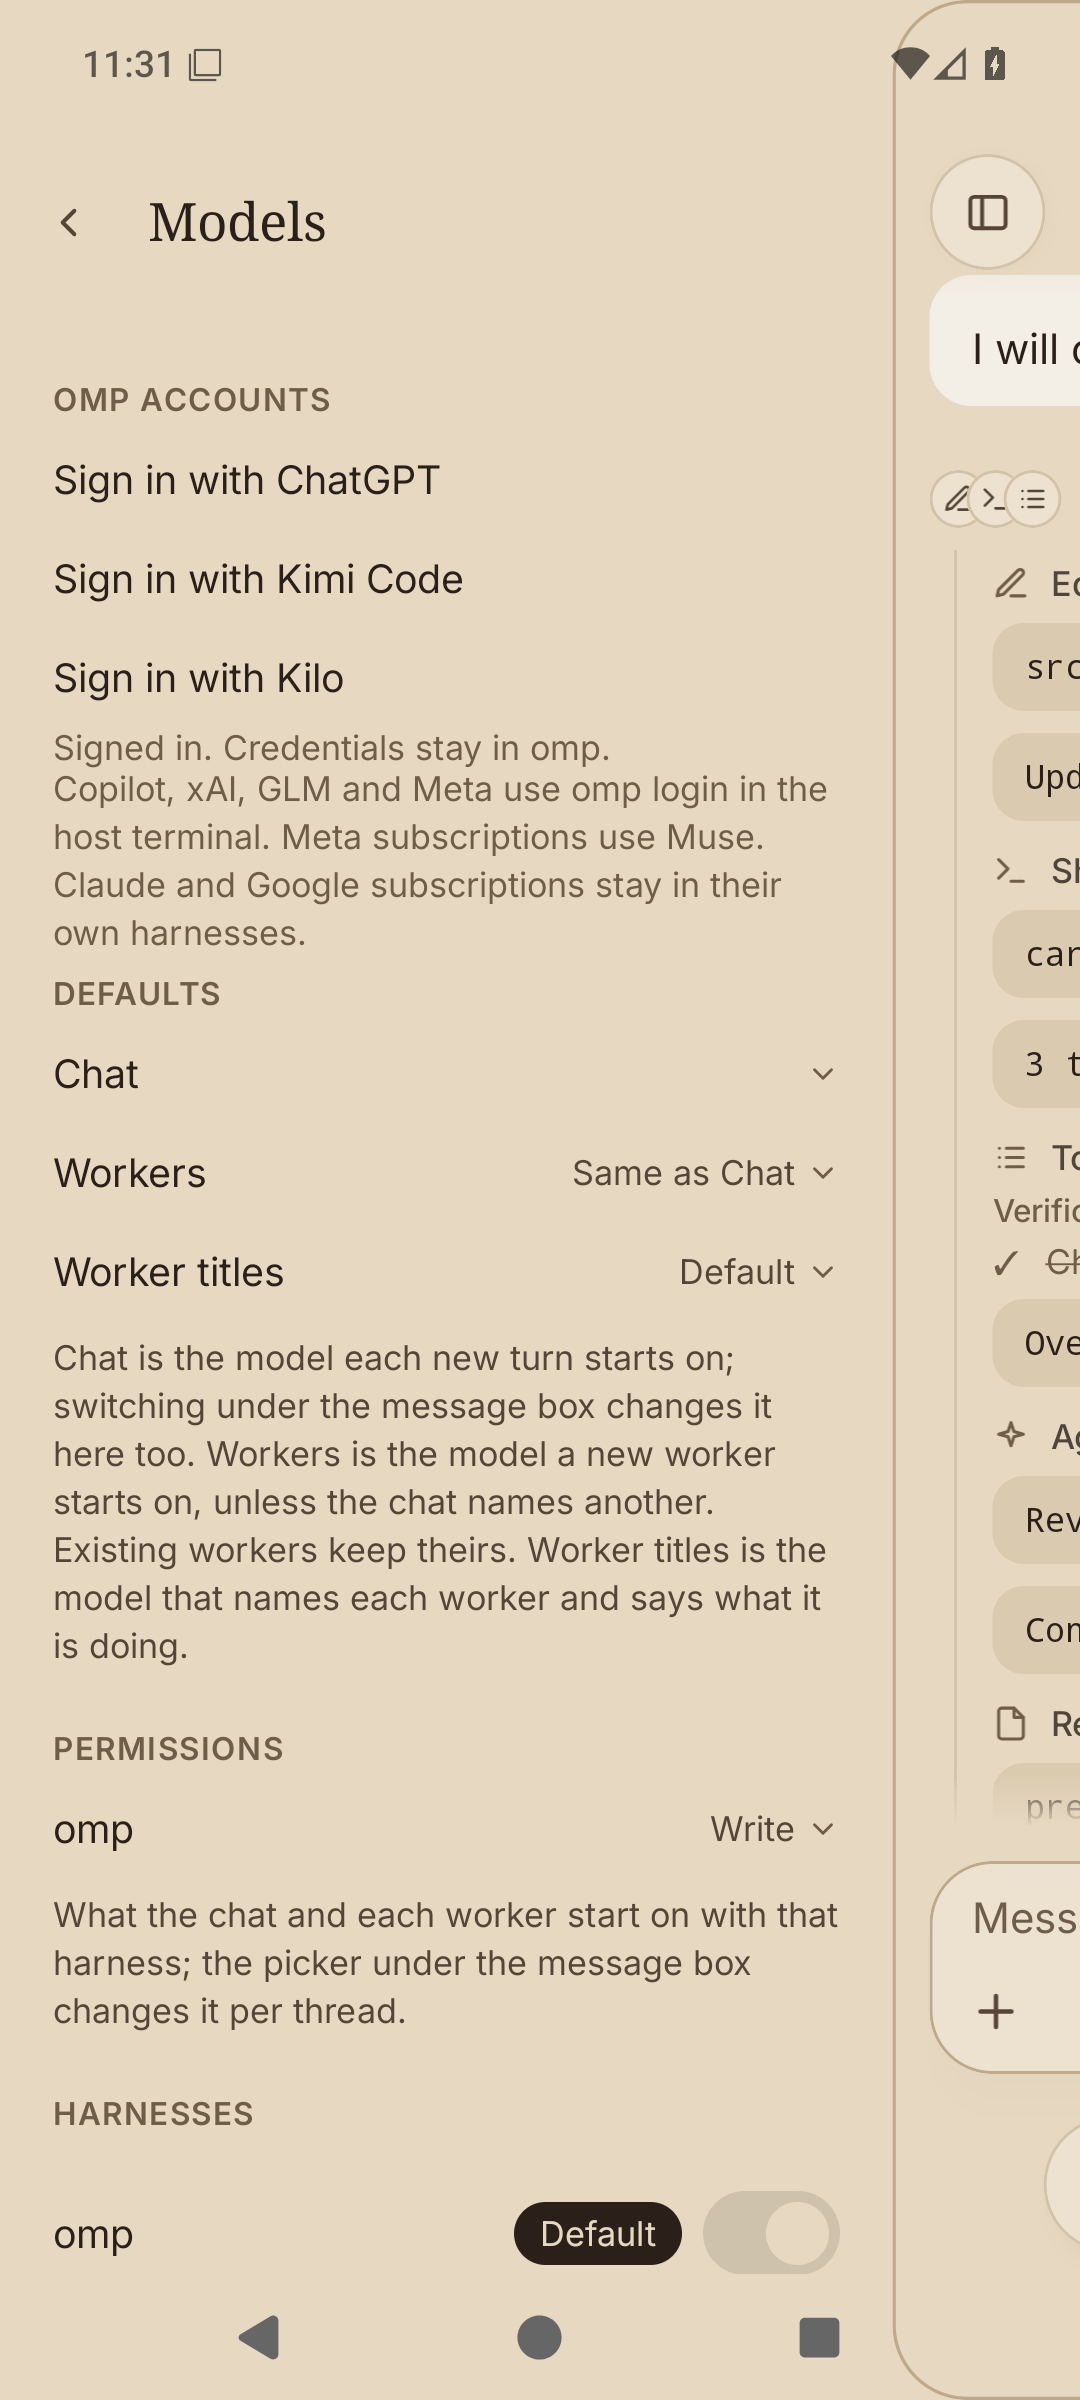 11:31
Models
OMP ACCOUNTS
Sign in with ChatGPT
Sign in with Kimi Code
Sign in with Kilo
Signed in. Credentials stay in omp.
Copilot, xAI, GLM and Meta use omp login in the
host terminal. Meta subscriptions use Muse.
Claude and Google subscriptions stay in their
own harnesses.
DEFAULTS
Chat
Workers Same as Chat
Worker titles Default
Chat is the model each new turn starts on;
switching under the message box changes it
here too. Workers is the model a new worker
starts on, unless the chat names another.
Existing workers keep theirs. Worker titles is the
model that names each worker and says what it
is doing.
PERMISSIONS
omp Write
What the chat and each worker start on with that
harness; the picker under the message box
changes it per thread.
HARNESSES
omp Default
I will
src
3